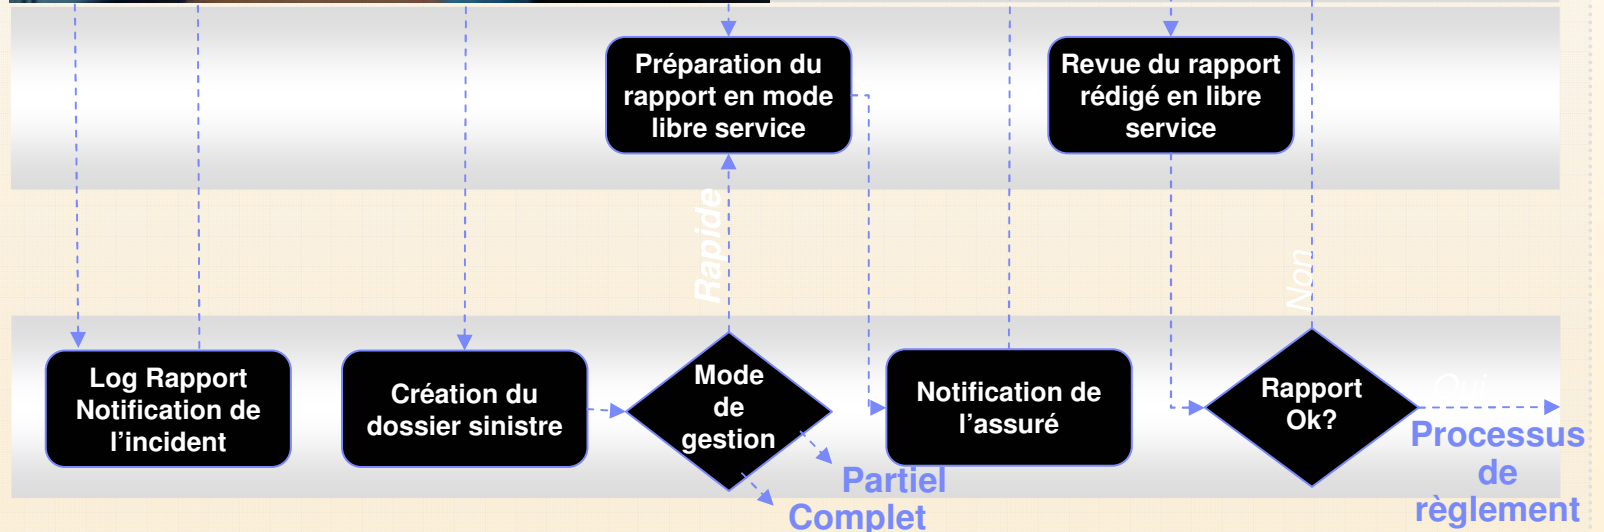 Préparation du
rapport en mode
libre service
Revue du rapport
rédigé en libre
service
Rapide
Non
Log Rapport
Notification de
l’incident
Création du
dossier sinistre
Mode
de
gestion
Notification de
l’assuré
Rapport
Ok?
Oui
Partiel
Complet
Processus
de
règlement